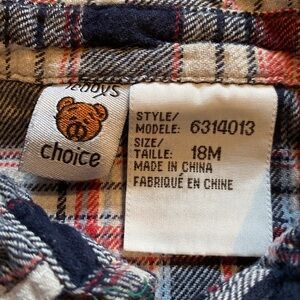 choice
STYLE/
MODELE: 6314013
SIZE/
TAILLE: 18M
MADE IN CHINA
FABRIQUÉ EN CHINE